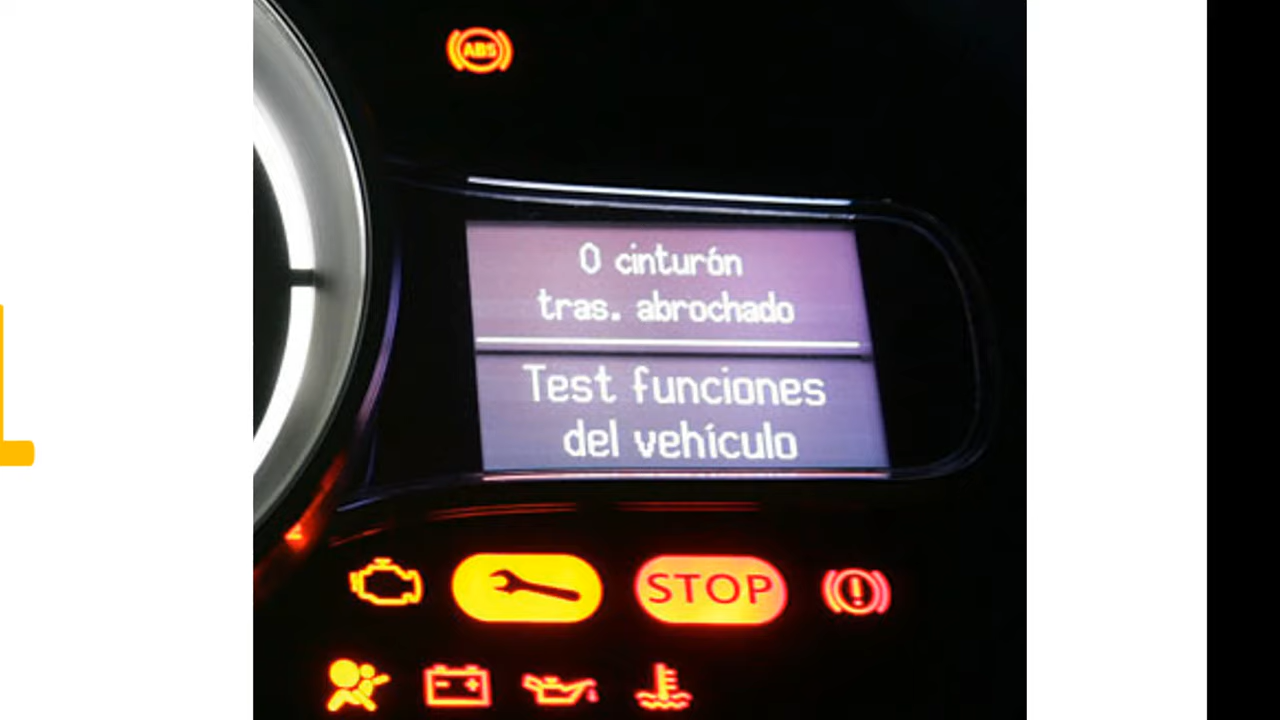 ABS
0 cinturón
tras. abrochado
Test funciones
del vehículo
STOP